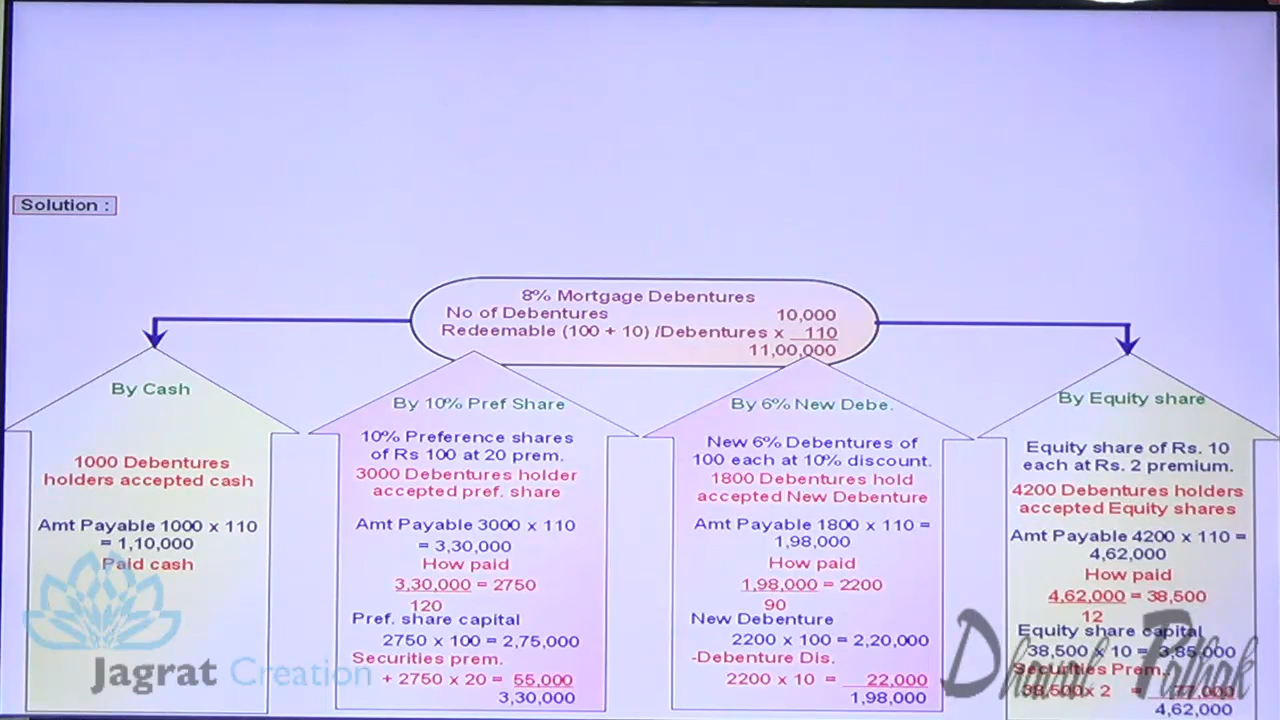 Solution :
8% Mortgage Debentures
No of Debentures 10,000
Redeemable (100 + 10) /Debentures x 110
11,00,000
By Cash
1000 Debentures
holders accepted cash
Amt Payable 1000 x 110
= 1,10,000
Paid cash
By 10% Pref Share
10% Preference shares
of Rs 100 at 20 prem.
3000 Debentures holder
accepted pref. share
Amt Payable 3000 x 110
= 3,30,000
How paid
3,30,000 = 2750
120
Pref. share capital
2750 x 100 = 2,75,000
Securities prem.
+ 2750 x 20 = 55,000
3,30,000
By 6% New Debe.
New 6% Debentures of
100 each at 10% discount.
1800 Debentures hold
accepted New Debenture
Amt Payable 1800 x 110 =
1,98,000
How paid
1,98,000 = 2200
90
New Debenture
2200 x 100 = 2,20,000
-Debenture Dis.
2200 x 10 = 22,000
1,98,000
By Equity share
Equity share of Rs. 10
each at Rs. 2 premium.
4200 Debentures holders
accepted Equity shares
Amt Payable 4200 x 110 =
4,62,000
How paid
4,62,000 = 38,500
12
Equity share capital
38,500 x 10 = 3,85,000
Securities Prem.
38,500x 2 = 77,000
4,62,000
Jagrat Creation